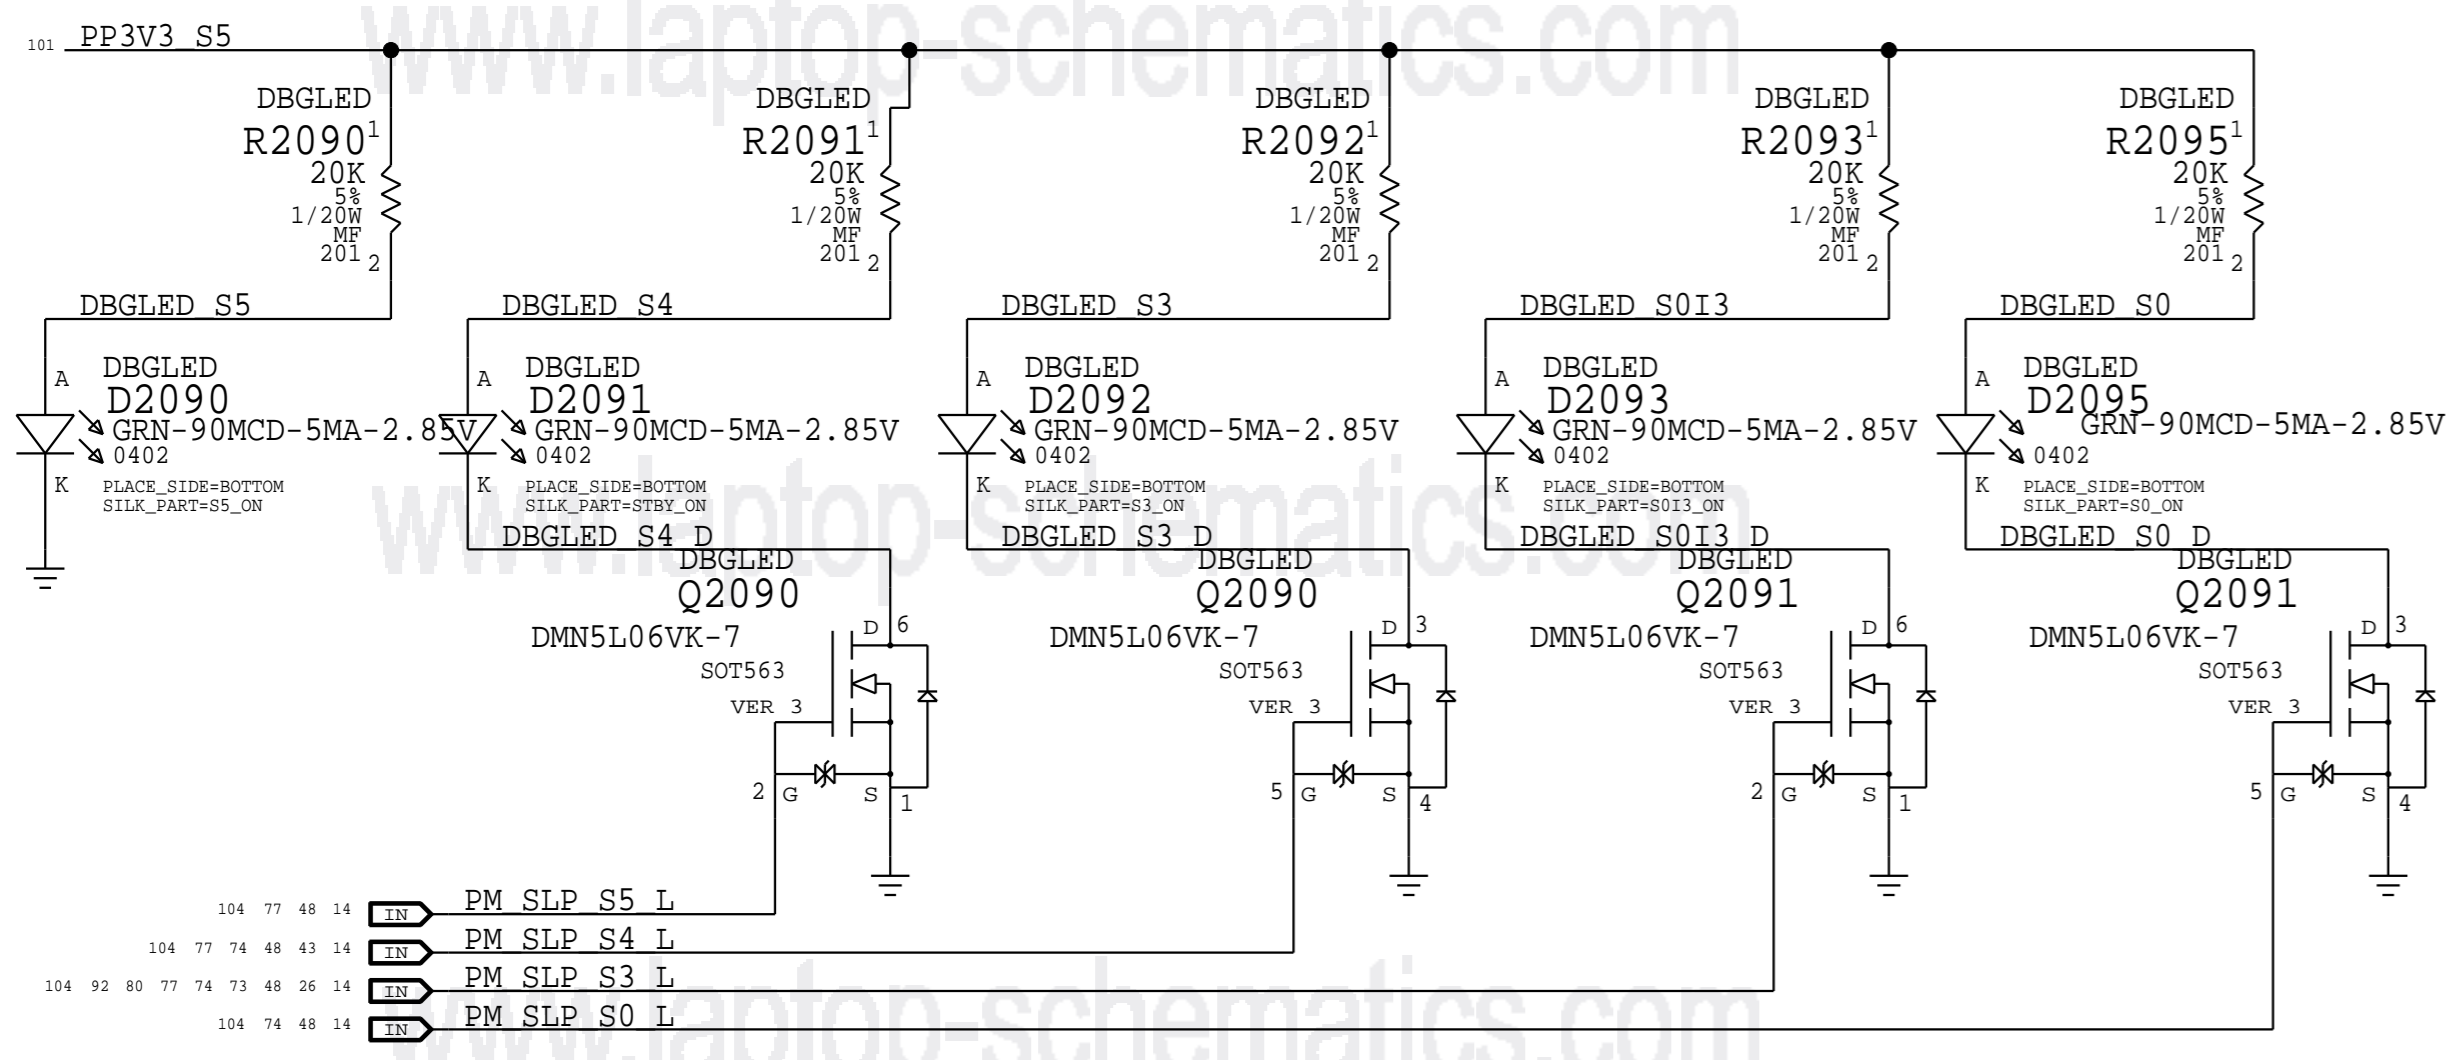 www.laptop-schematics.com
101 PP3V3_S5
DBGLED DBGLED DBGLED DBGLED DBGLED
R2090 1 R2091 1 R2092 1 R2093 1 R2095 1
20K 20K 20K 20K 20K
5% 5% 5% 5% 5%
1/20W 1/20W 1/20W 1/20W 1/20W
MF MF MF MF MF
201 2 201 2 201 2 201 2 201 2
DBGLED_S5 DBGLED_S4 DBGLED_S3 DBGLED_S0I3 DBGLED_S0
A DBGLED A DBGLED A DBGLED A DBGLED A DBGLED
D2090 D2091 D2092 D2093 D2095
GRN-90MCD-5MA-2.85V GRN-90MCD-5MA-2.85V GRN-90MCD-5MA-2.85V GRN-90MCD-5MA-2.85V GRN-90MCD-5MA-2.85V
0402 0402 0402 0402 0402
K PLACE_SIDE=BOTTOM K PLACE_SIDE=BOTTOM K PLACE_SIDE=BOTTOM K PLACE_SIDE=BOTTOM K PLACE_SIDE=BOTTOM
SILK_PART=S5_ON SILK_PART=STBY_ON SILK_PART=S3_ON SILK_PART=S0I3_ON SILK_PART=S0_ON
www.laptop-schematics.com
DBGLED_S4_D DBGLED_S3_D DBGLED_S0I3_D DBGLED_S0_D
DBGLED DBGLED DBGLED DBGLED
Q2090 Q2090 Q2091 Q2091
DMN5L06VK-7 D 6 DMN5L06VK-7 D 3 DMN5L06VK-7 D 6 DMN5L06VK-7 D 3
SOT563 SOT563 SOT563 SOT563
VER 3 VER 3 VER 3 VER 3
2 G S 1 5 G S 4 2 G S 1 5 G S 4
104 77 48 14 IN PM_SLP_S5_L
104 77 74 48 43 14 IN PM_SLP_S4_L
104 92 80 77 74 73 48 26 14 IN PM_SLP_S3_L
104 74 48 14 IN PM_SLP_S0_L
www.laptop-schematics.com